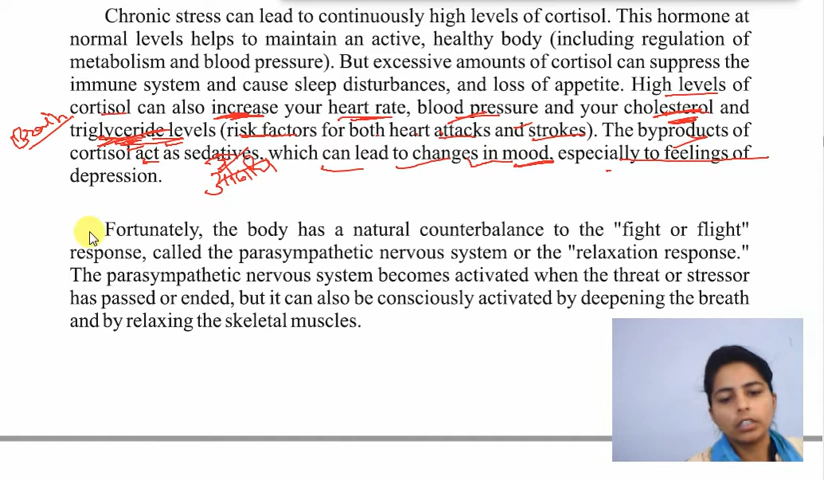 Chronic stress can lead to continuously high levels of cortisol. This hormone at
normal levels helps to maintain an active, healthy body (including regulation of
metabolism and blood pressure). But excessive amounts of cortisol can suppress the
immune system and cause sleep disturbances, and loss of appetite. High levels of
cortisol can also increase your heart rate, blood pressure and your cholesterol and
triglyceride levels (risk factors for both heart attacks and strokes). The byproducts of
cortisol act as sedatives, which can lead to changes in mood, especially to feelings of
depression.
Fortunately, the body has a natural counterbalance to the "fight or flight"
response, called the parasympathetic nervous system or the "relaxation response."
The parasympathetic nervous system becomes activated when the threat or stressor
has passed or ended, but it can also be consciously activated by deepening the breath
and by relaxing the skeletal muscles.